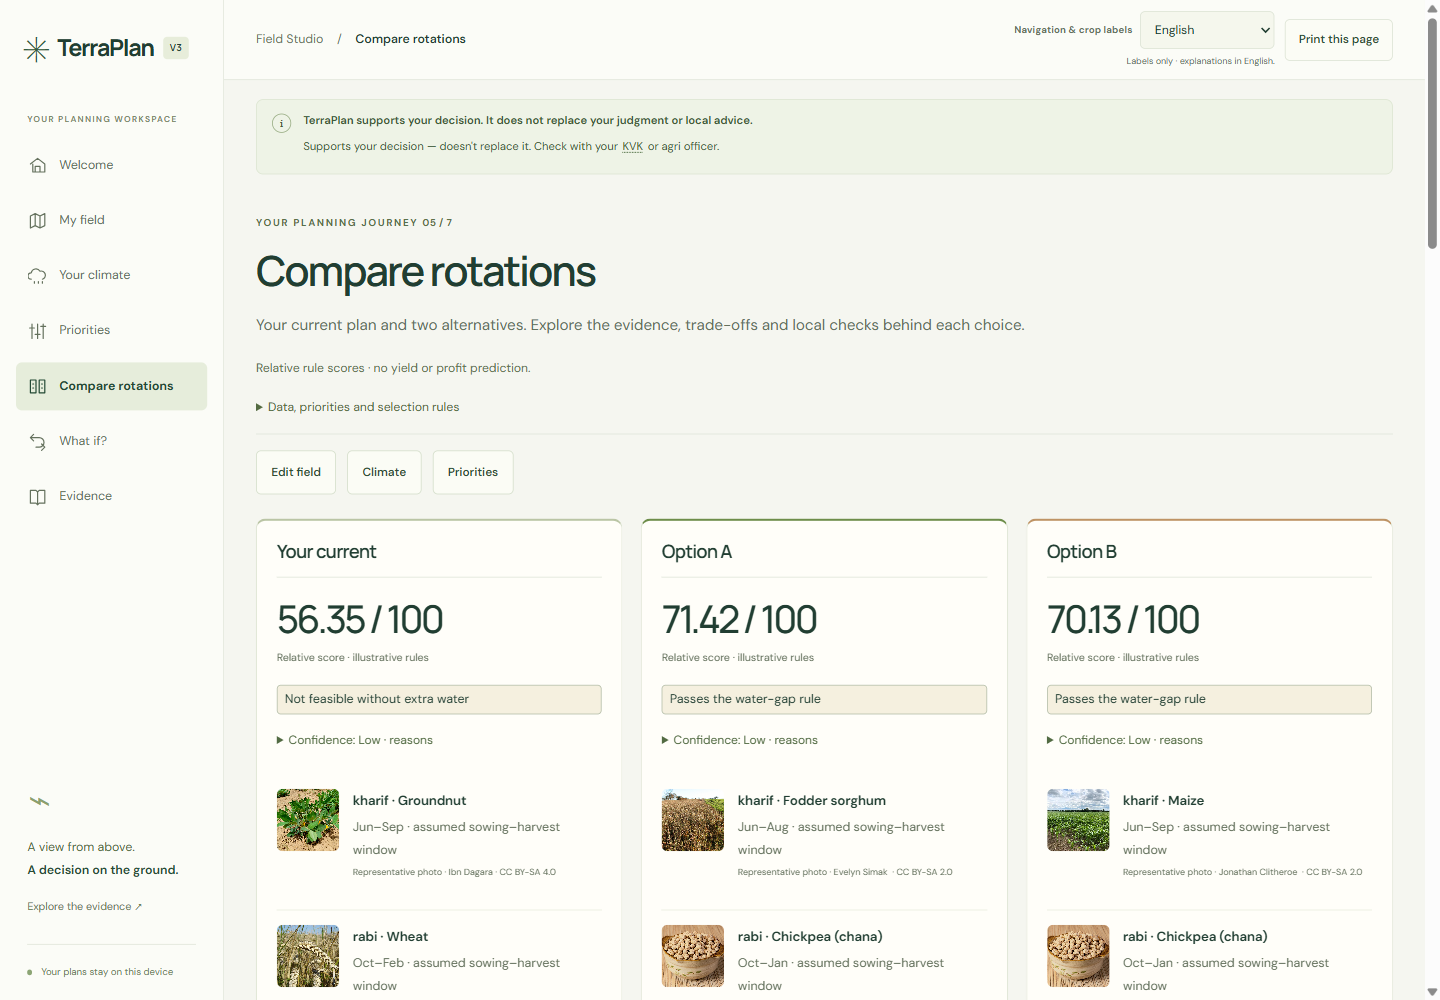 TerraPlan V3
YOUR PLANNING WORKSPACE
Welcome
My field
Your climate
Priorities
Compare rotations
What if?
Evidence
A view from above.
A decision on the ground.
Explore the evidence ↗
Your plans stay on this device
Field Studio / Compare rotations
Navigation & crop labels
English
Labels only · explanations in English.
Print this page
i
TerraPlan supports your decision. It does not replace your judgment or local advice.
Supports your decision — doesn't replace it. Check with your KVK or agri officer.
YOUR PLANNING JOURNEY 05 / 7
Compare rotations
Your current plan and two alternatives. Explore the evidence, trade-offs and local checks behind each choice.
Relative rule scores · no yield or profit prediction.
▶ Data, priorities and selection rules
Edit field
Climate
Priorities
Your current
56.35 / 100
Relative score · illustrative rules
Not feasible without extra water
▶ Confidence: Low · reasons
kharif · Groundnut
Jun–Sep · assumed sowing–harvest
window
Representative photo · Ibn Dagara · CC BY-SA 4.0
rabi · Wheat
Oct–Feb · assumed sowing–harvest
window
Option A
71.42 / 100
Relative score · illustrative rules
Passes the water-gap rule
▶ Confidence: Low · reasons
kharif · Fodder sorghum
Jun–Aug · assumed sowing–harvest
window
Representative photo · Evelyn Simak · CC BY-SA 2.0
rabi · Chickpea (chana)
Oct–Jan · assumed sowing–harvest
window
Option B
70.13 / 100
Relative score · illustrative rules
Passes the water-gap rule
▶ Confidence: Low · reasons
kharif · Maize
Jun–Sep · assumed sowing–harvest
window
Representative photo · Jonathan Clitheroe · CC BY-SA 2.0
rabi · Chickpea (chana)
Oct–Jan · assumed sowing–harvest
window